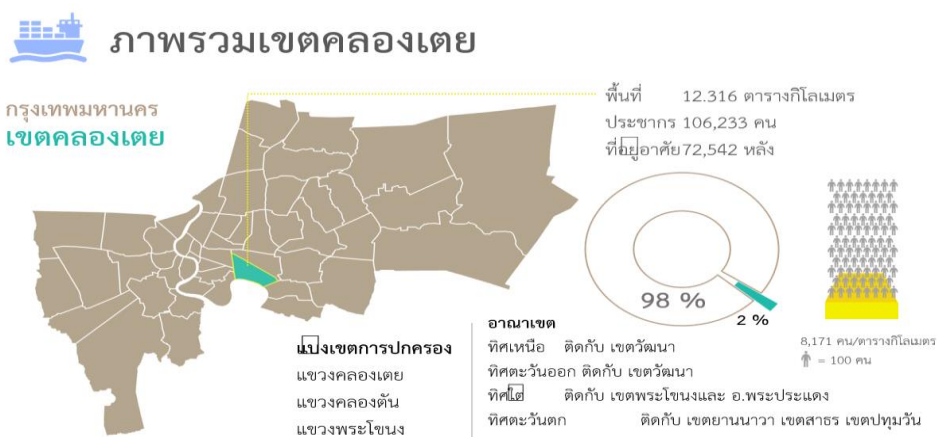 ภาพรวมเขตคลองเตย
กรุงเทพมหานคร
เขตคลองเตย
พื้นที่ 12.316 ตารางกิโลเมตร
ประชากร 106,233 คน
ที่อยู่อาศัย 72,542 หลัง
98 %
2 %
8,171 คน/ตารางกิโลเมตร
= 100 คน
แบ่งเขตการปกครอง
แขวงคลองเตย
แขวงคลองตัน
แขวงพระโขนง
อาณาเขต
ทิศเหนือ ติดกับ เขตวัฒนา
ทิศตะวันออก ติดกับ เขตวัฒนา
ทิศใต้ ติดกับ เขตพระโขนงและ อ.พระประแดง
ทิศตะวันตก ติดกับ เขตยานนาวา เขตสาธร เขตปทุมวัน